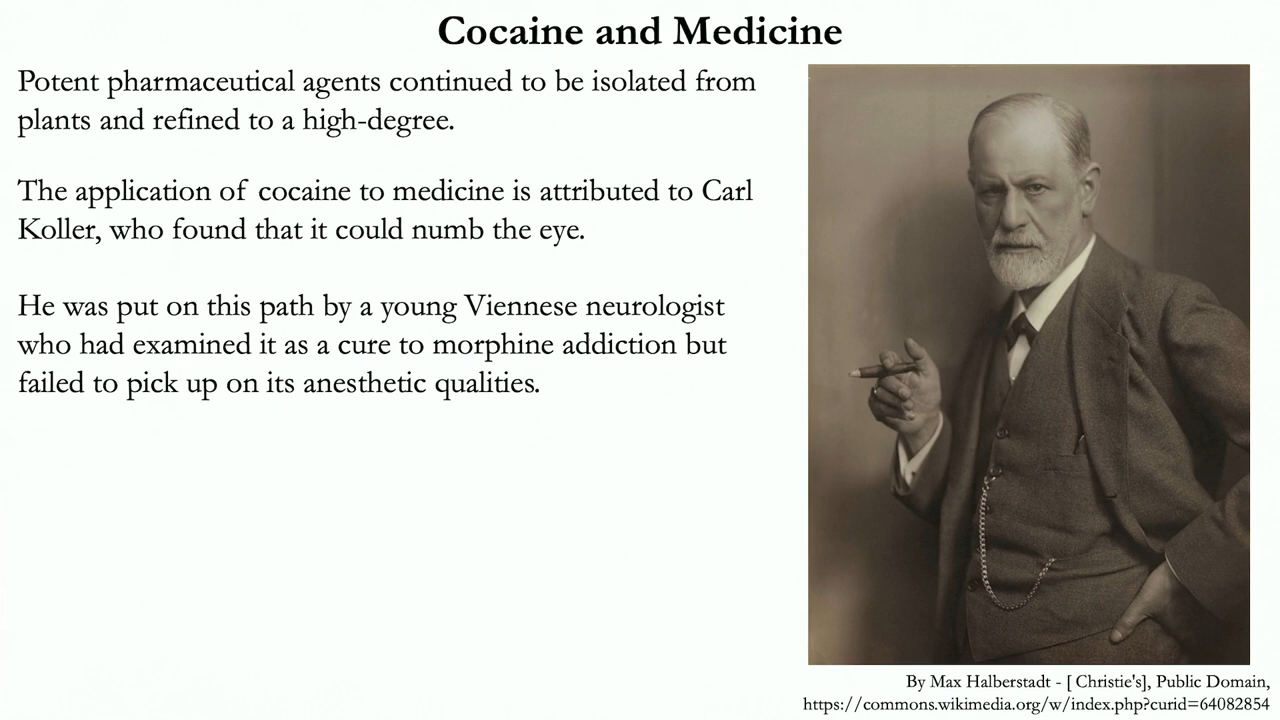 Cocaine and Medicine
Potent pharmaceutical agents continued to be isolated from
plants and refined to a high-degree.
The application of cocaine to medicine is attributed to Carl
Koller, who found that it could numb the eye.
He was put on this path by a young Viennese neurologist
who had examined it as a cure to morphine addiction but
failed to pick up on its anesthetic qualities.
By Max Halberstadt - [ Christie's], Public Domain,
https://commons.wikimedia.org/w/index.php?curid=64082854